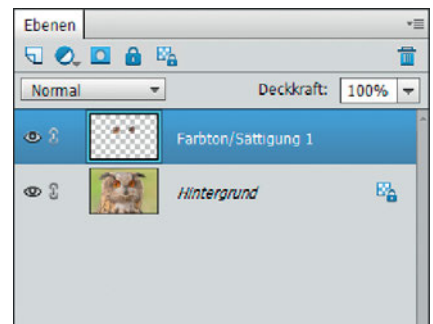 Ebenen
Normal Deckkraft: 100%
Farbton/Sättigung 1
Hintergrund